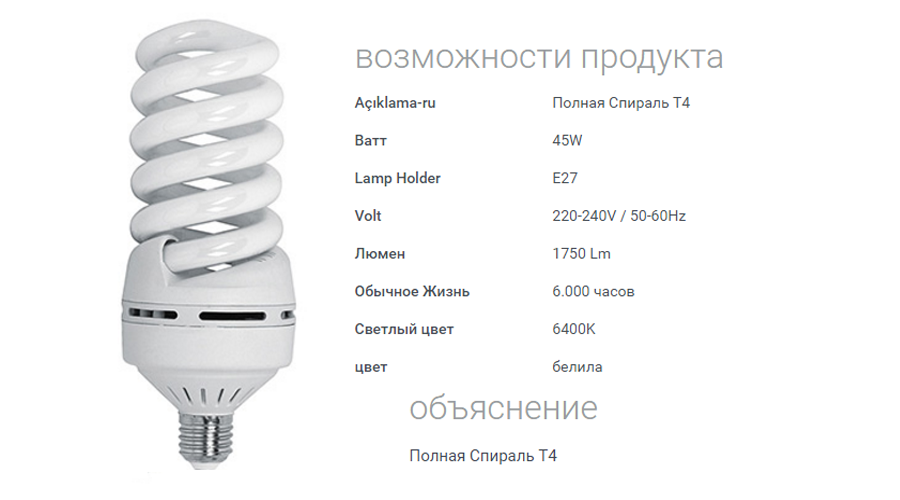 возможности продукта
Açıklama-ru Полная Спираль T4
Ватт 45W
Lamp Holder E27
Volt 220-240V / 50-60Hz
Люмен 1750 Lm
Обычное Жизнь 6.000 часов
Светлый цвет 6400K
цвет белила
объяснение
Полная Спираль T4